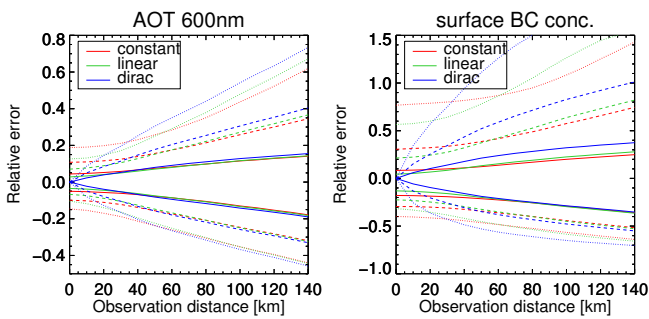 AOT 600nm
surface BC conc.
0.8
0.6
0.4
0.2
0.0
−0.2
−0.4
Relative error
constant
linear
dirac
0 20 40 60 80 100 120 140
Observation distance [km]
1.5
1.0
0.5
0.0
−0.5
−1.0
Relative error
constant
linear
dirac
0 20 40 60 80 100 120 140
Observation distance [km]